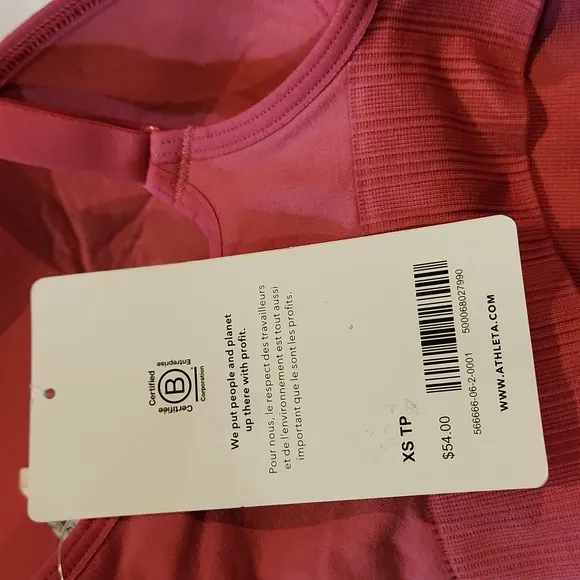 Certified
B
Corporation
Certifiée
Entreprise
We put people and planet
up there with profit.
Pour nous, le respect des travailleurs
et de l'environnement est tout aussi
important que le sont les profits.
XS TP
$54.00
566666-06-2-0001 500068027990
WWW.ATHLETA.COM